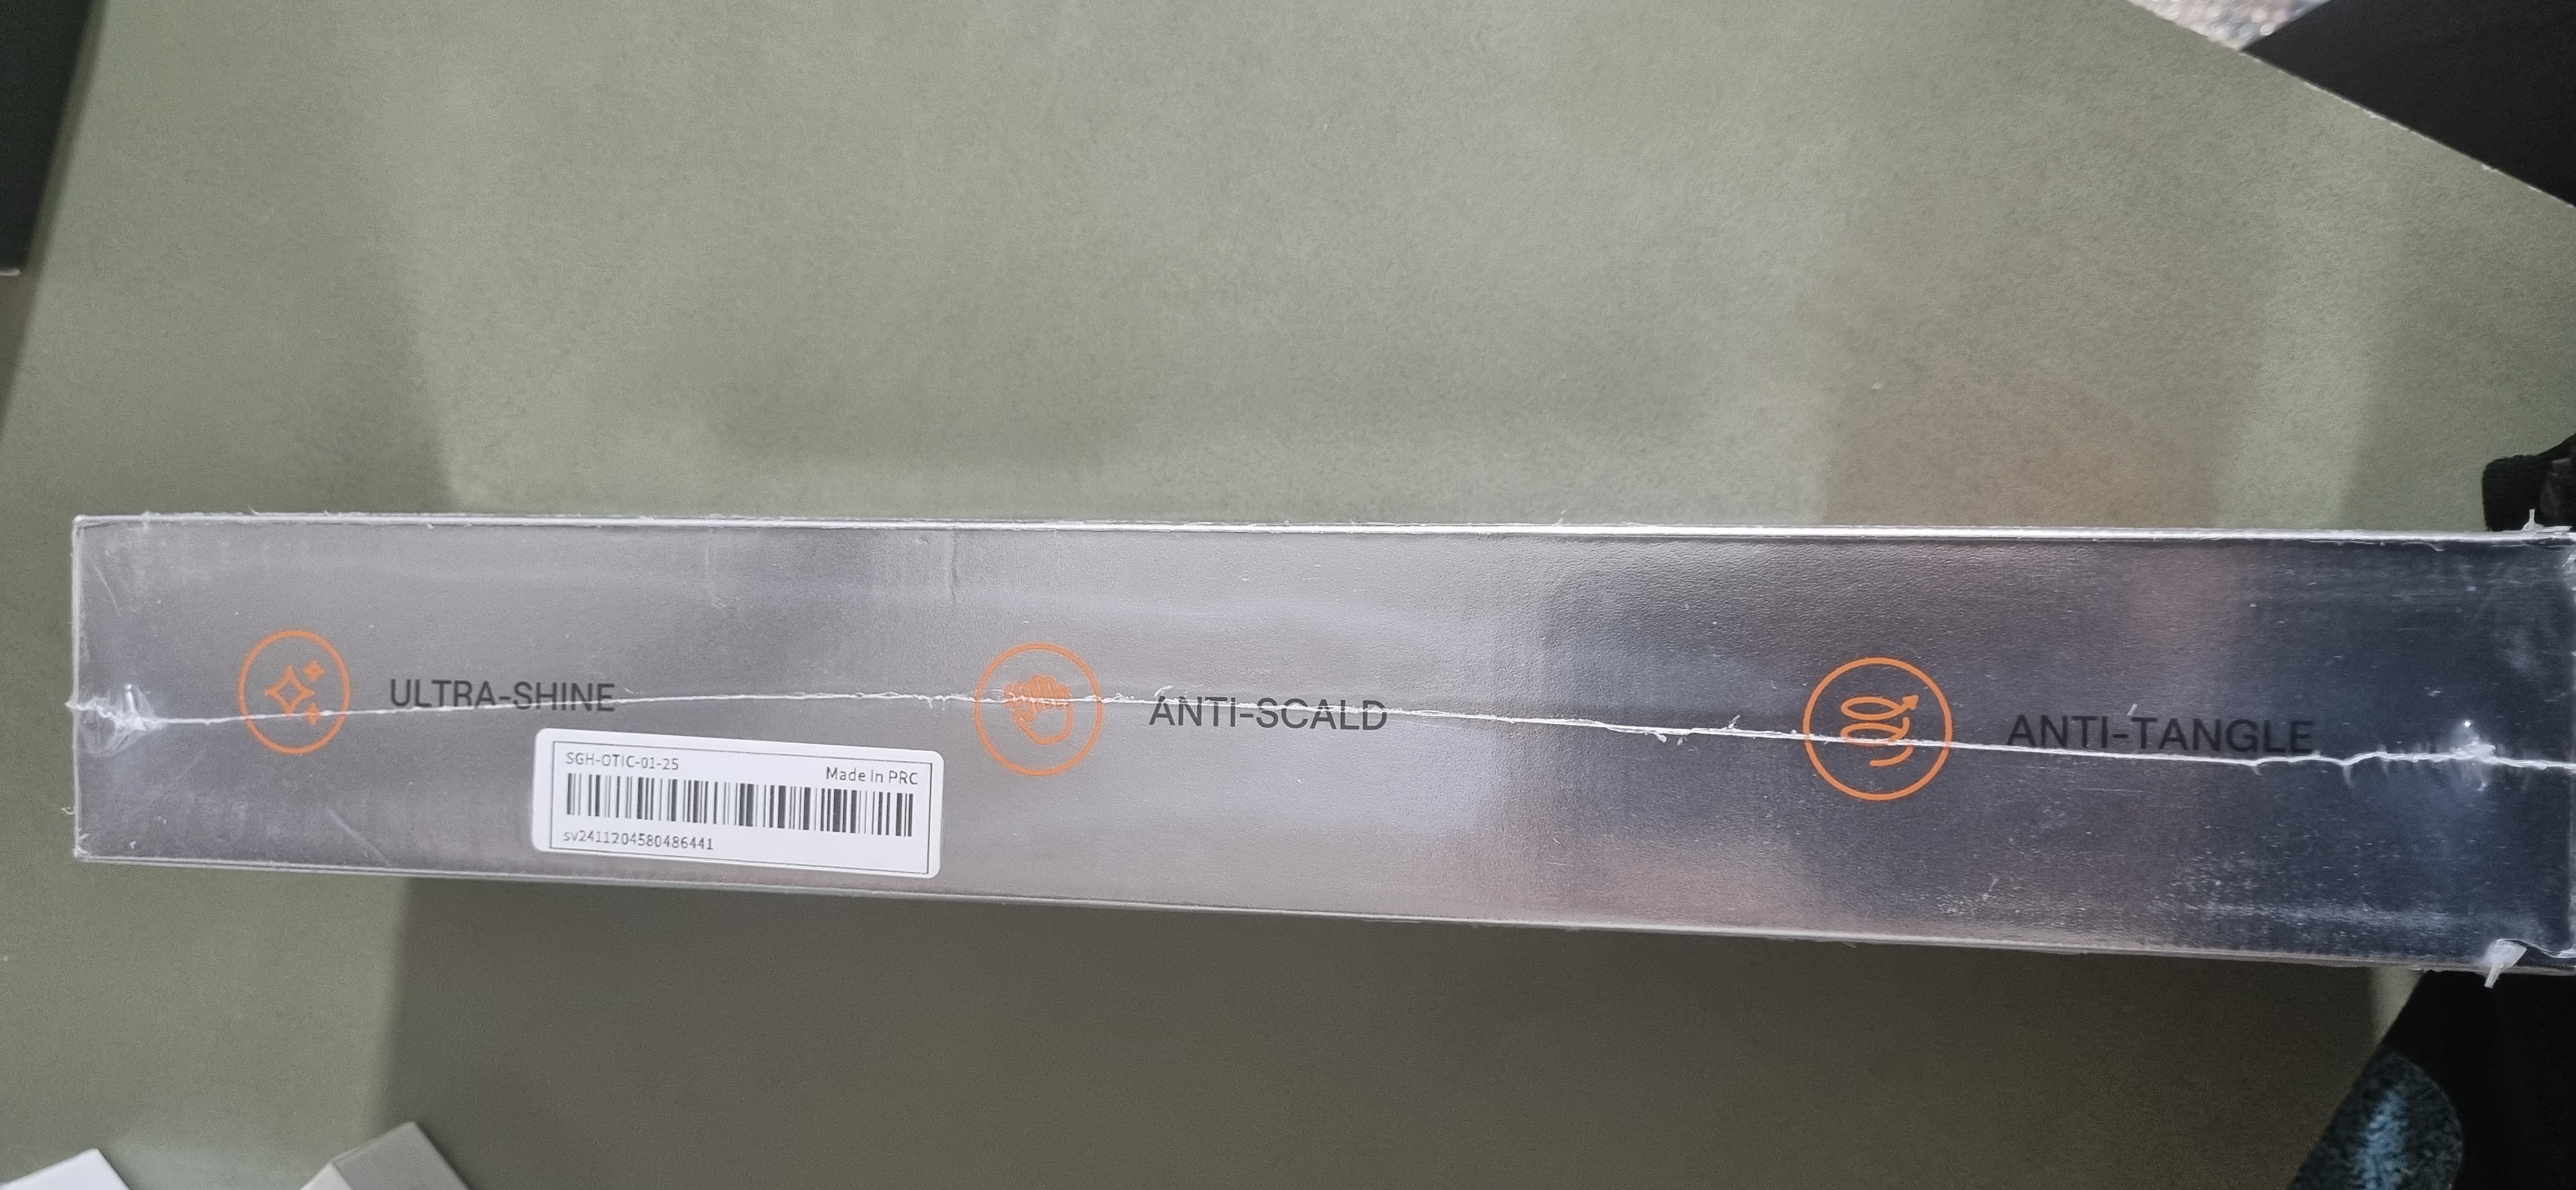 ULTRA-SHINE
ANTI-SCALD
ANTI-TANGLE
SGH-OTIC-01-25
Made In PRC
sv2411204580486441